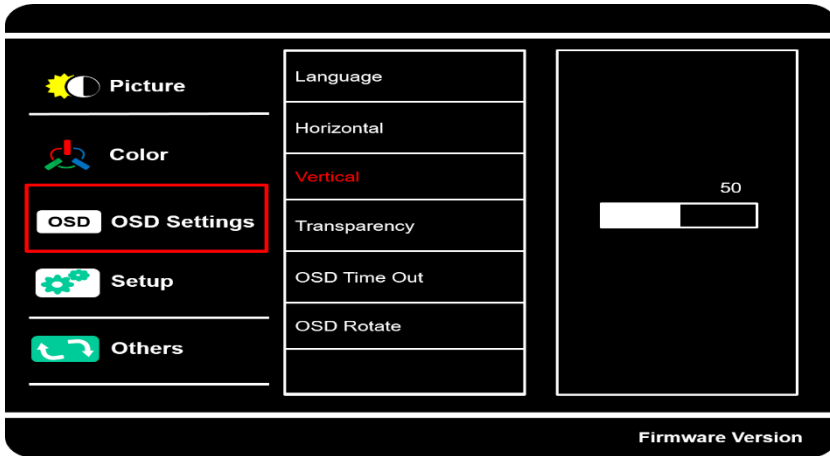 Picture
Color
OSD OSD Settings
Setup
Others
Language
Horizontal
Vertical
Transparency
OSD Time Out
OSD Rotate
50
Firmware Version